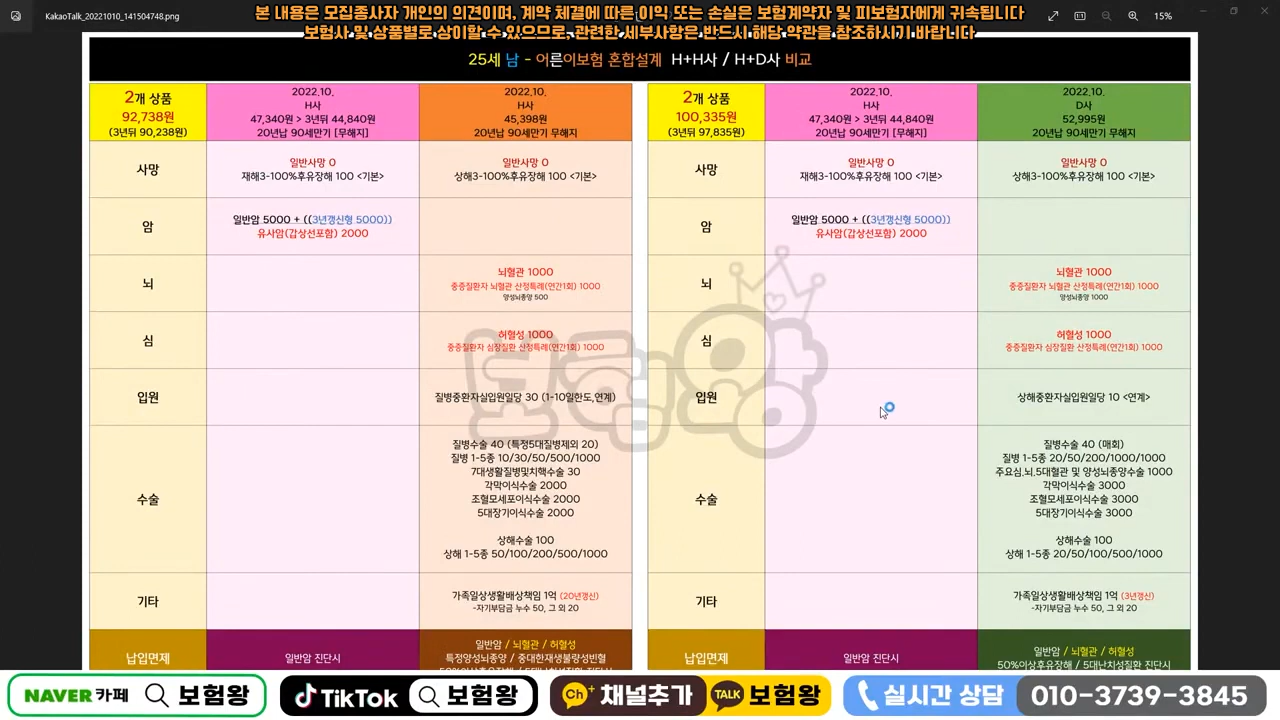 KakaoTalk_20221010_141504748.png
본 내용은 모집종사자 개인의 의견이며, 계약 체결에 따른 이익 또는 손실은 보험계약자 및 피보험자에게 귀속됩니다
15%
보험사 및 상품별로 상이할 수 있으므로, 관련한 세부사항은 반드시 해당 약관을 참조하시기 바랍니다
25세 남 - 어른이보험 혼합설계 H+H사 / H+D사 비교
2개 상품
92,738원
(3년뒤 90,238원)
2022.10.
H사
47,340원 > 3년뒤 44,840원
20년납 90세만기 [무해지]
2022.10.
H사
45,398원
20년납 90세만기 무해지
사망
일반사망 0
재해3-100%후유장해 100 <기본>
일반사망 0
상해3-100%후유장해 100 <기본>
암
일반암 5000 + ((3년갱신형 5000))
유사암(갑상선포함) 2000
뇌
뇌혈관 1000
중증질환자 뇌혈관 산정특례(연간1회) 1000
양성뇌종양 500
심
허혈성 1000
중증질환자 심장질환 산정특례(연간1회) 1000
입원
질병중환자실입원일당 30 (1-10일한도,연계)
수술
질병수술 40 (특정5대질병제외 20)
질병 1-5종 10/30/50/500/1000
7대생활질병및치핵수술 30
각막이식수술 2000
조혈모세포이식수술 2000
5대장기이식수술 2000
상해수술 100
상해 1-5종 50/100/200/500/1000
기타
가족일상생활배상책임 1억 (20년갱신)
-자기부담금 누수 50, 그 외 20
납입면제
일반암 진단시
일반암 / 뇌혈관 / 허혈성
특정양성뇌종양 / 중대한재생불량성빈혈
2개 상품
100,335원
(3년뒤 97,835원)
2022.10.
H사
47,340원 > 3년뒤 44,840원
20년납 90세만기 [무해지]
2022.10.
D사
52,995원
20년납 90세만기 무해지
사망
일반사망 0
재해3-100%후유장해 100 <기본>
일반사망 0
상해3-100%후유장해 100 <기본>
암
일반암 5000 + ((3년갱신형 5000))
유사암(갑상선포함) 2000
뇌
뇌혈관 1000
중증질환자 뇌혈관 산정특례(연간1회) 1000
양성뇌종양 1000
심
허혈성 1000
중증질환자 심장질환 산정특례(연간1회) 1000
입원
상해중환자실입원일당 10 <연계>
수술
질병수술 40 (매회)
질병 1-5종 20/50/200/1000/1000
주요심.뇌.5대혈관 및 양성뇌종양수술 1000
각막이식수술 3000
조혈모세포이식수술 3000
5대장기이식수술 3000
상해수술 100
상해 1-5종 20/50/100/500/1000
기타
가족일상생활배상책임 1억 (3년갱신)
-자기부담금 누수 50, 그 외 20
납입면제
일반암 진단시
일반암 / 뇌혈관 / 허혈성
50%이상후유장해 / 5대난치성질환 진단시
보험왕
NAVER 카페 보험왕
TikTok 보험왕
Ch+ 채널추가 TALK 보험왕
실시간 상담 010-3739-3845